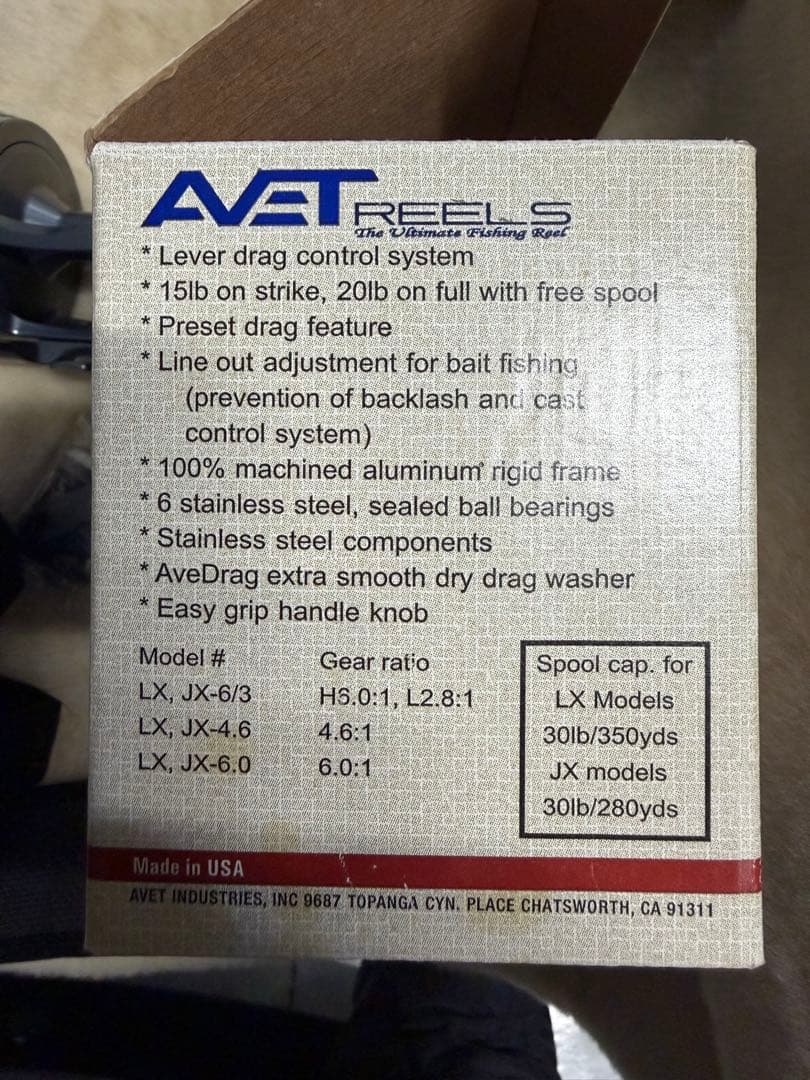 AVET REELS
The Ultimate Fishing Reel
* Lever drag control system
* 15lb on strike, 20lb on full with free spool
* Preset drag feature
* Line out adjustment for bait fishing
(prevention of backlash and cast
control system)
* 100% machined aluminum rigid frame
* 6 stainless steel, sealed ball bearings
* Stainless steel components
* AveDrag extra smooth dry drag washer
* Easy grip handle knob
Model # Gear ratio
LX, JX-6/3 H6.0:1, L2.8:1
LX, JX-4.6 4.6:1
LX, JX-6.0 6.0:1
Spool cap. for
LX Models
30lb/350yds
JX models
30lb/280yds
Made in USA
AVET INDUSTRIES, INC 9687 TOPANGA CYN. PLACE CHATSWORTH, CA 91311